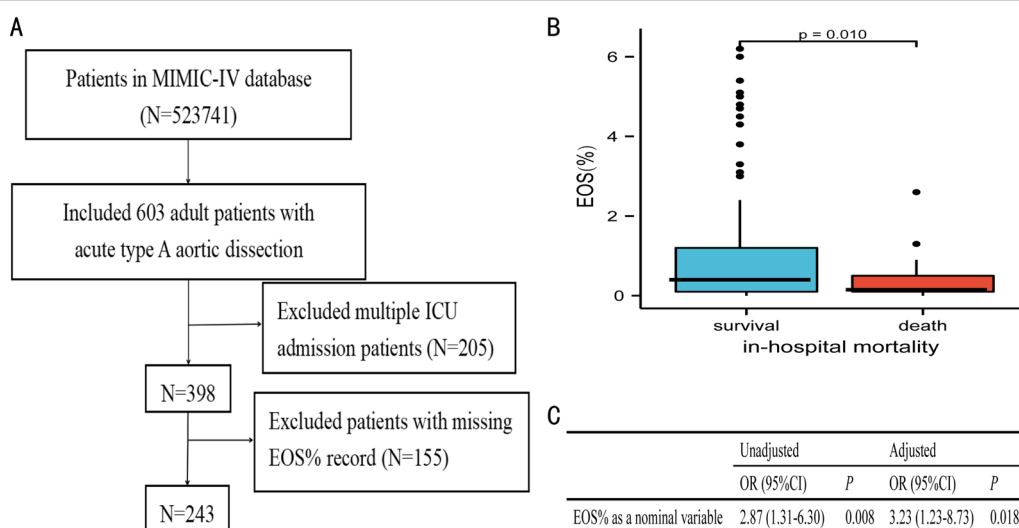 A
Patients in MIMIC-IV database
(N=523741)
Included 603 adult patients with
acute type A aortic dissection
Excluded multiple ICU
admission patients (N=205)
N=398
Excluded patients with missing
EOS% record (N=155)
N=243
B
p = 0.010
EOS(%)
6
4
2
0
survival death
in-hospital mortality
C
Unadjusted Adjusted
OR (95%CI) P OR (95%CI) P
EOS% as a nominal variable 2.87 (1.31-6.30) 0.008 3.23 (1.23-8.73) 0.018